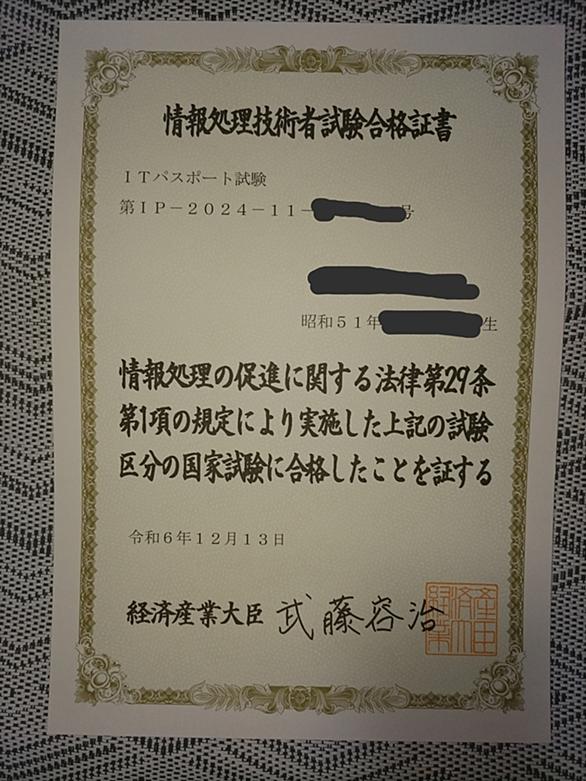 情報処理技術者試験合格証書
ITパスポート試験
第IP-2024-11-
号
昭和51年
生
情報処理の促進に関する法律第29条
第1項の規定により実施した上記の試験
区分の国家試験に合格したことを証する
令和6年12月13日
経済産業大臣 武藤容治